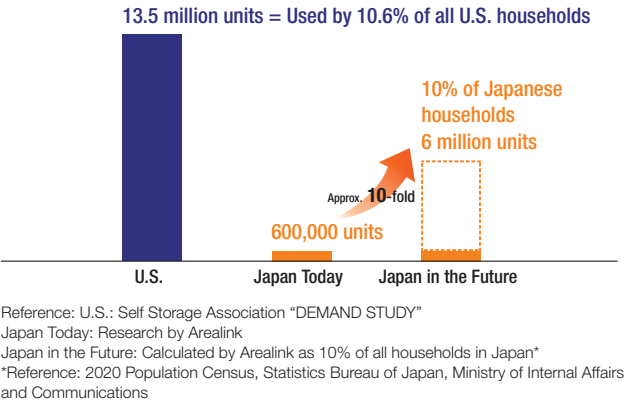 13.5 million units = Used by 10.6% of all U.S. households
10% of Japanese
households
6 million units
Approx. 10-fold
600,000 units
U.S.
Japan Today
Japan in the Future
Reference: U.S.: Self Storage Association “DEMAND STUDY”
Japan Today: Research by Arealink
Japan in the Future: Calculated by Arealink as 10% of all households in Japan*
*Reference: 2020 Population Census, Statistics Bureau of Japan, Ministry of Internal Affairs
and Communications